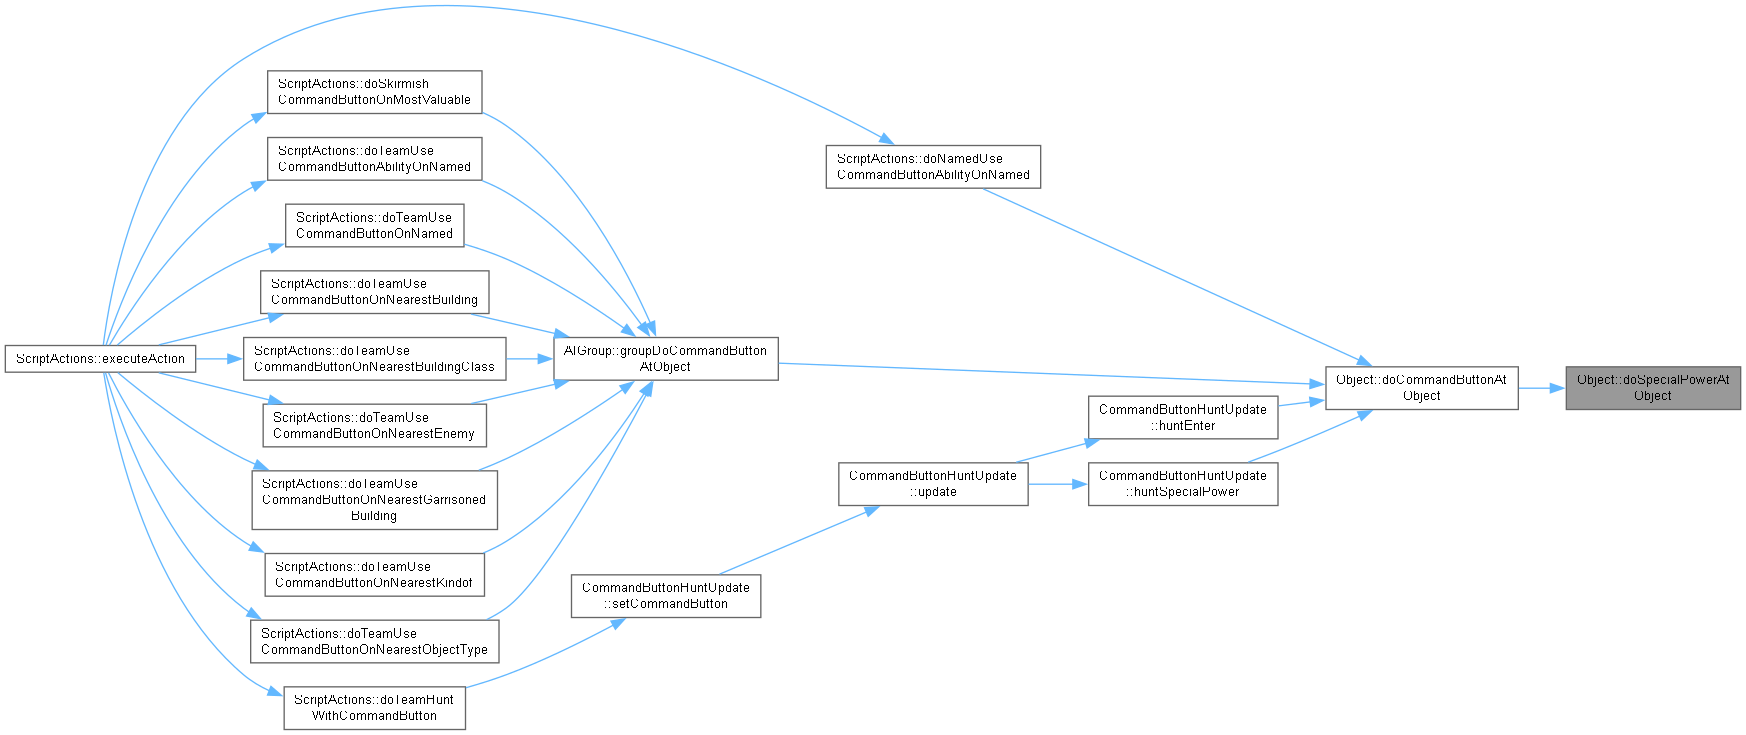 ScriptActions::doSkirmish
CommandButtonOnMostValuable
ScriptActions::doTeamUse
CommandButtonAbilityOnNamed
ScriptActions::doTeamUse
CommandButtonOnNamed
ScriptActions::doTeamUse
CommandButtonOnNearestBuilding
ScriptActions::executeAction
ScriptActions::doTeamUse
CommandButtonOnNearestBuildingClass
ScriptActions::doTeamUse
CommandButtonOnNearestEnemy
ScriptActions::doTeamUse
CommandButtonOnNearestGarrisoned
Building
ScriptActions::doTeamUse
CommandButtonOnNearestKindof
ScriptActions::doTeamUse
CommandButtonOnNearestObjectType
ScriptActions::doTeamHunt
WithCommandButton
AIGroup::groupDoCommandButton
AtObject
CommandButtonHuntUpdate
::setCommandButton
ScriptActions::doNamedUse
CommandButtonAbilityOnNamed
CommandButtonHuntUpdate
::update
CommandButtonHuntUpdate
::huntEnter
CommandButtonHuntUpdate
::huntSpecialPower
Object::doCommandButtonAt
Object
Object::doSpecialPowerAt
Object